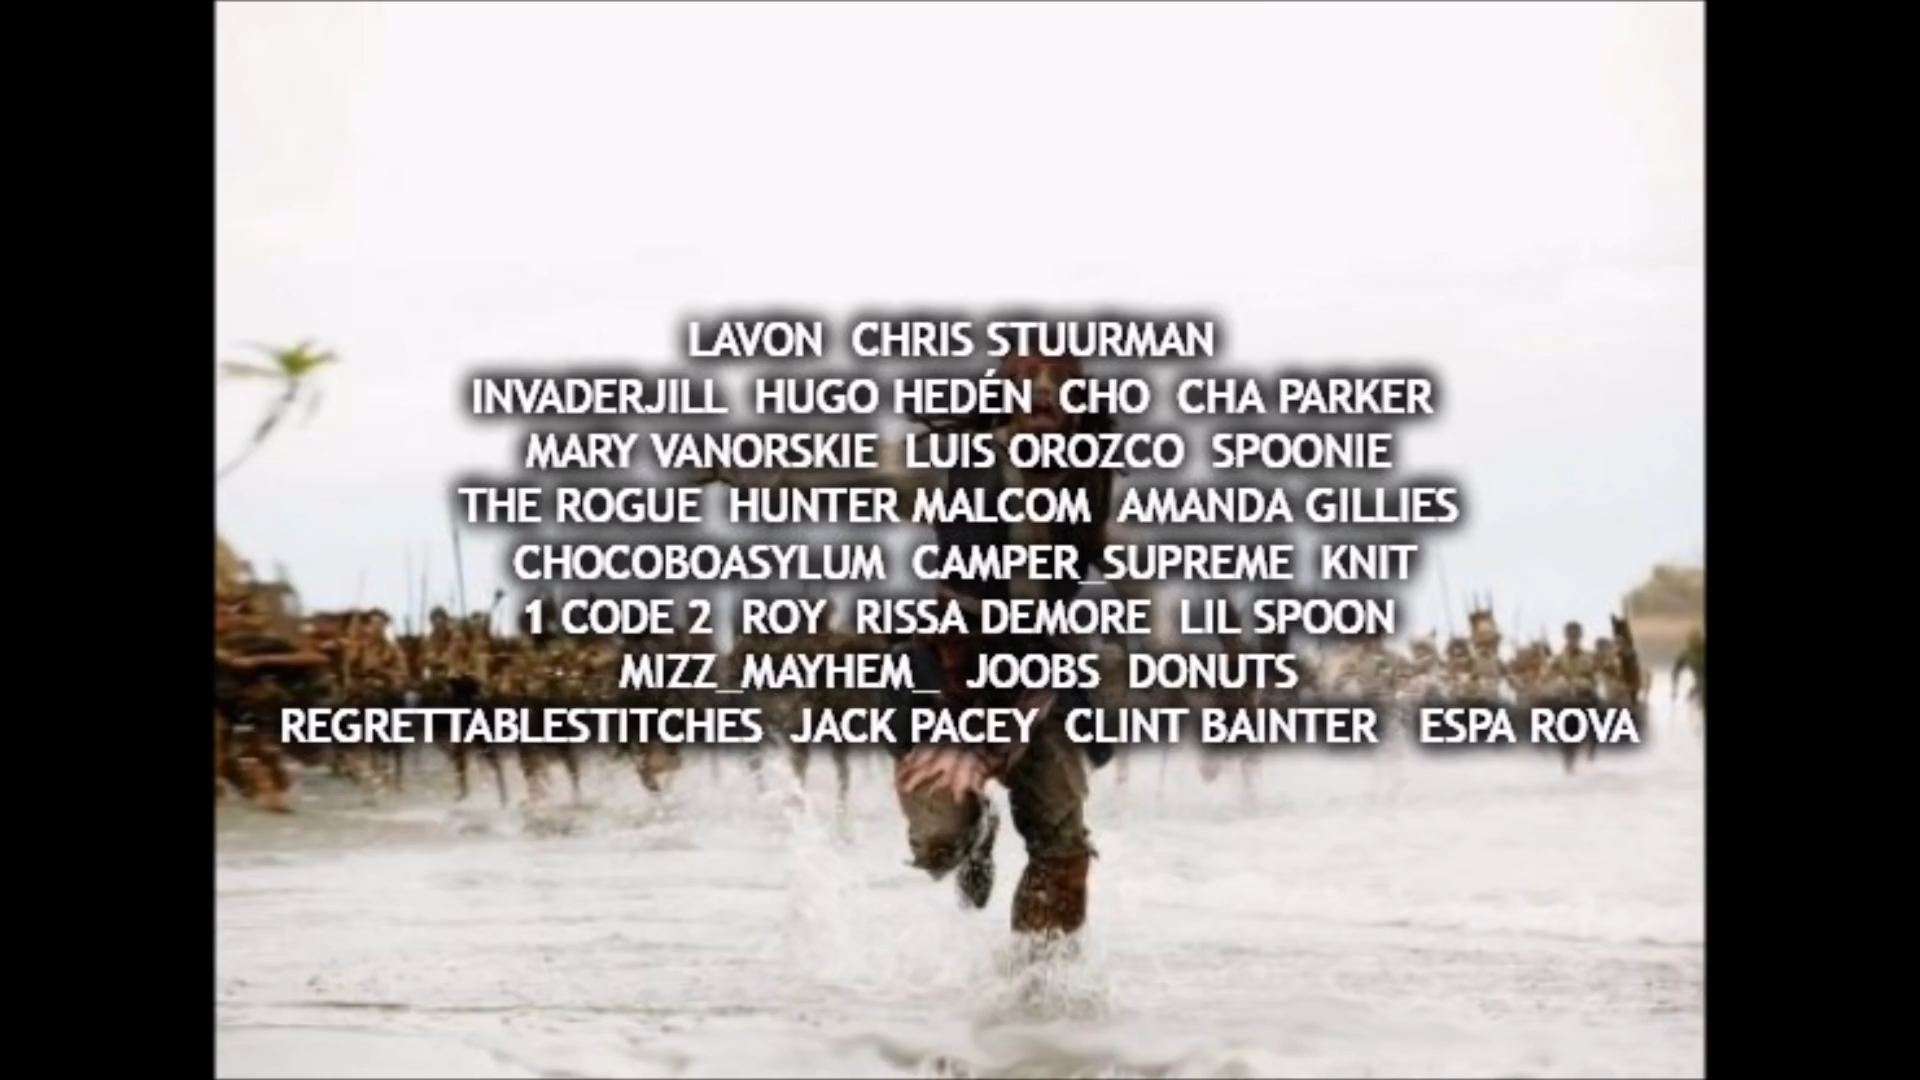 LAVON  CHRIS STUURMAN
INVADERJILL  HUGO HEDÉN  CHO  CHA PARKER
MARY VANORSKIE  LUIS OROZCO  SPOONIE
THE ROGUE  HUNTER MALCOM  AMANDA GILLIES
CHOCOBOASYLUM  CAMPER_SUPREME  KNIT
1 CODE 2  ROY  RISSA DEMORE  LIL SPOON
MIZZ_MAYHEM_  JOOBS  DONUTS
REGRETTABLESTITCHES  JACK PACEY  CLINT BAINTER  ESPA ROVA